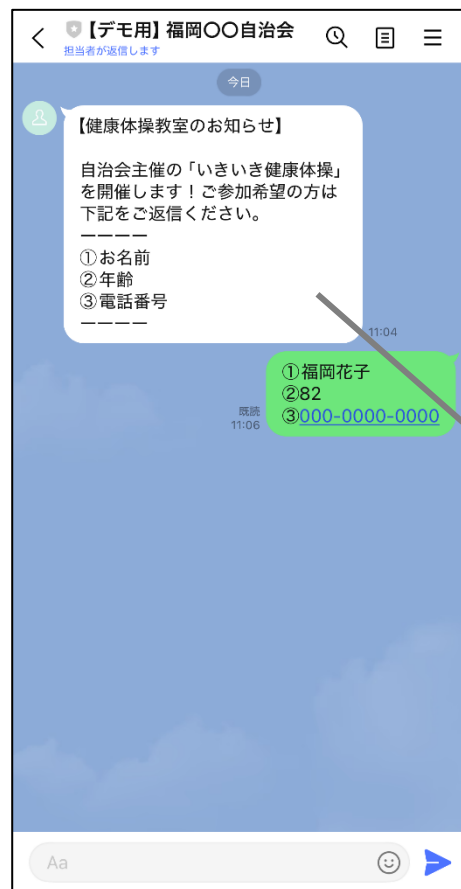 【デモ用】福岡〇〇自治会
担当者が返信します
今日
【健康体操教室のお知らせ】
自治会主催の「いきいき健康体操」
を開催します！ご参加希望の方は
下記をご返信ください。
ーーーー
①お名前
②年齢
③電話番号
ーーーー
11:04
①福岡花子
②82
③000-0000-0000
既読
11:06
Aa